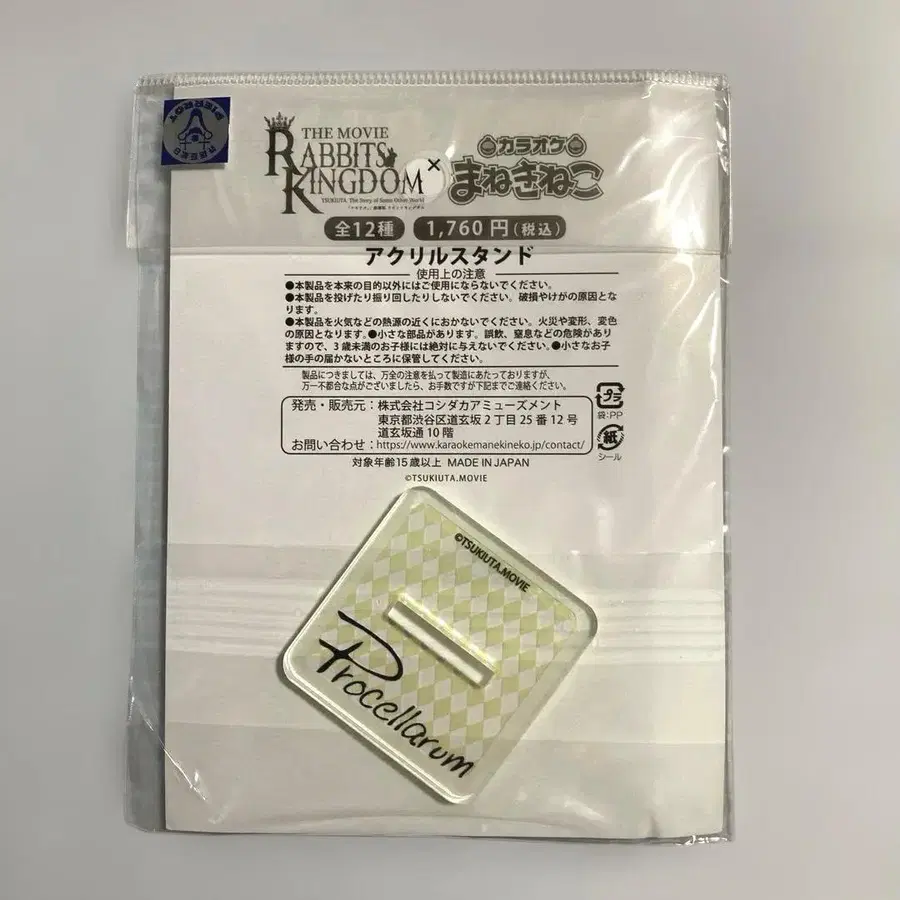 PIERROT
THE MOVIE
RABBITS KINGDOM
TSUKIUTA. The Story of Some Other World
×
カラオケ
まねきねこ
全12種
1,760円(税込)
アクリルスタンド
使用上の注意
●本製品を本来の目的以外にはご使用にならないでください。
●本製品を投げたり振り回したりしないでください。破損やけがの原因とな
ります。
●本製品を火気などの熱源の近くにおかないでください。火災や変形、変色
の原因となります。●小さな部品があります。誤飲、窒息などの危険があり
ますので、3歳未満のお子様には絶対に与えないでください。●小さなお子
様の手の届かないところに保管してください。
製品につきましては、万全の注意を払って製造にあたっておりますが、
万一不都合な点がございましたら、お手数ですが下記までご連絡ください。
発売・販売元:株式会社コシダカアミューズメント
東京都渋谷区道玄坂2丁目25番12号
道玄坂通10階
お問い合わせ:https://www.karaokemanekineko.jp/contact/
プラ
袋:PP
紙
シール
対象年齢15歳以上 MADE IN JAPAN
©TSUKIUTA.MOVIE
©TSUKIUTA.MOVIE
Procellarum